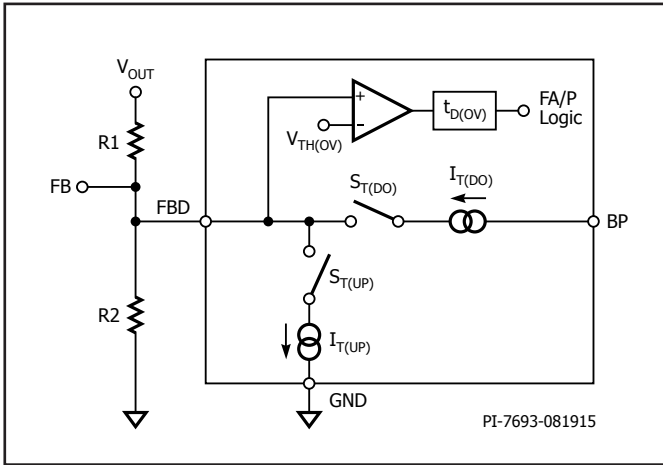 VOUT
R1
FB
FBD
R2
VTH(OV)
+
−
tD(OV)
FA/P
Logic
ST(DO)
IT(DO)
BP
ST(UP)
IT(UP)
GND
PI-7693-081915